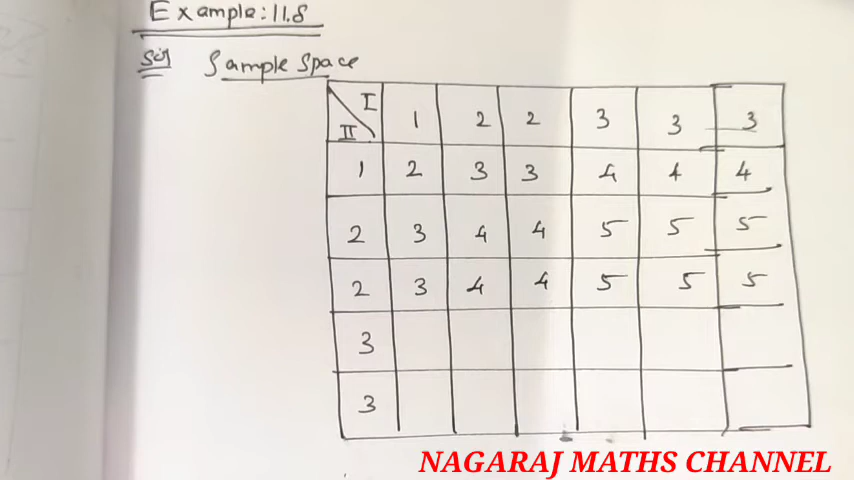 Example: 11.8
Sol Sample Space
I
II 1 2 2 3 3 3
1 2 3 3 4 4 4
2 3 4 4 5 5 5
2 3 4 4 5 5 5
3
3
NAGARAJ MATHS CHANNEL